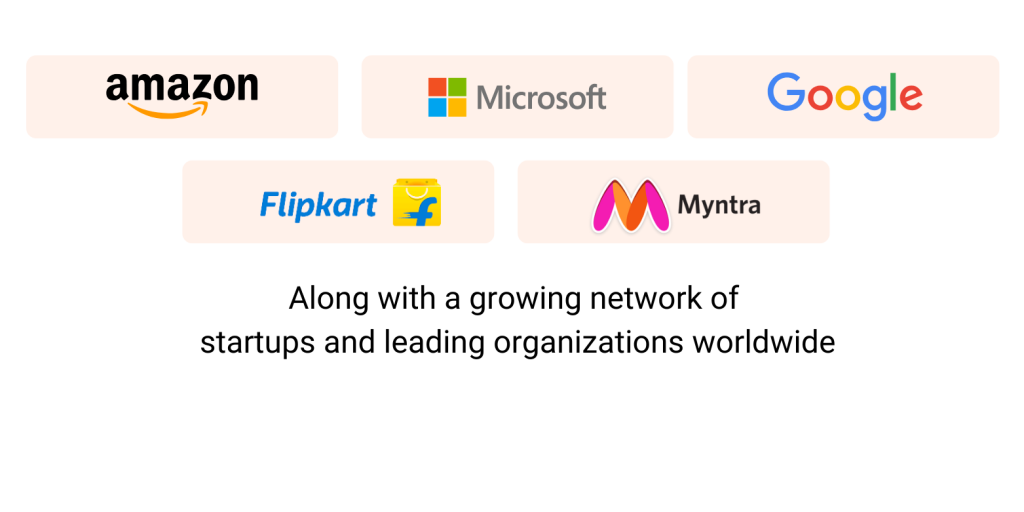 amazon
Microsoft
Google
Flipkart f
Myntra
Along with a growing network of
startups and leading organizations worldwide